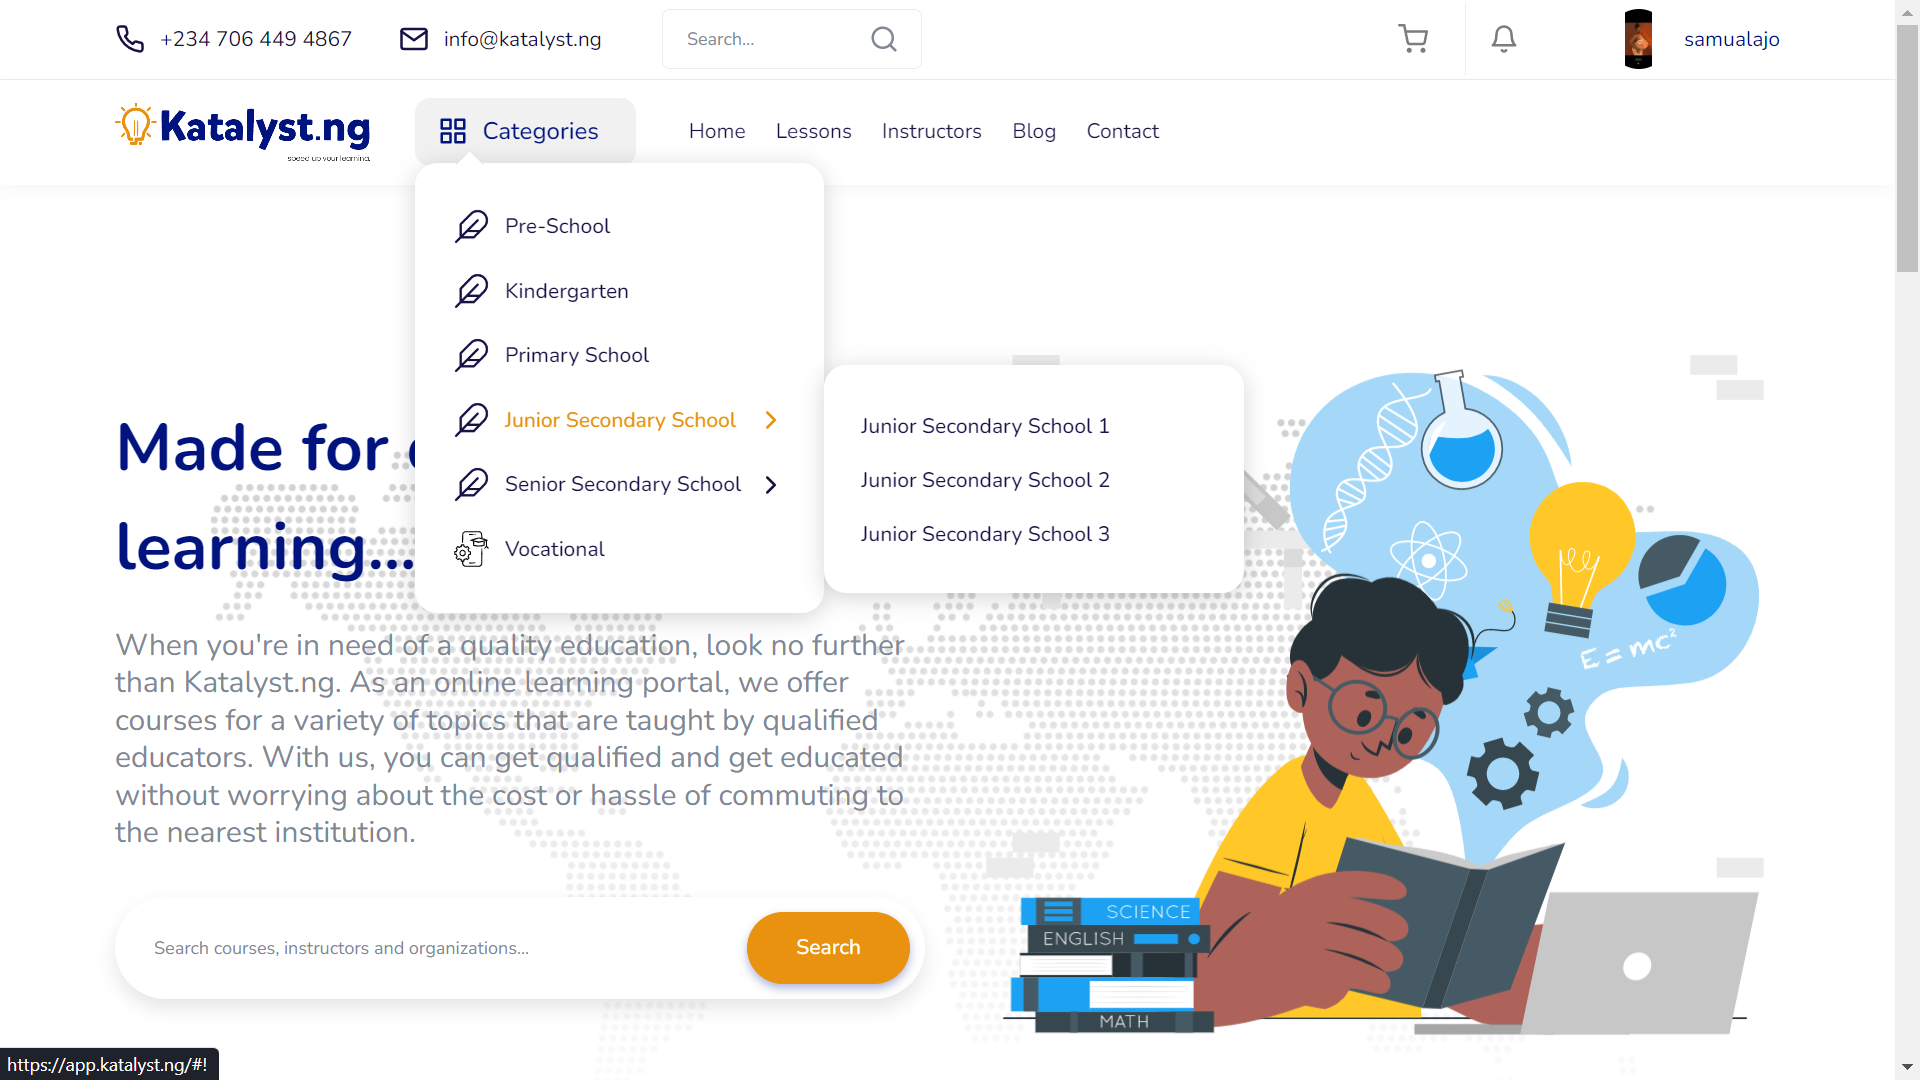 +234 706 449 4867
info@katalyst.ng
Search...
samualajo
Katalyst.ng
speed up your learning.
Categories
Home
Lessons
Instructors
Blog
Contact
Pre-School
Kindergarten
Primary School
Junior Secondary School
Senior Secondary School
Vocational
Junior Secondary School 1
Junior Secondary School 2
Junior Secondary School 3
Made for
learning...
When you're in need of a quality education, look no further
than Katalyst.ng. As an online learning portal, we offer
courses for a variety of topics that are taught by qualified
educators. With us, you can get qualified and get educated
without worrying about the cost or hassle of commuting to
the nearest institution.
Search courses, instructors and organizations...
Search
E = mc²
SCIENCE
ENGLISH
MATH
https://app.katalyst.ng/#!